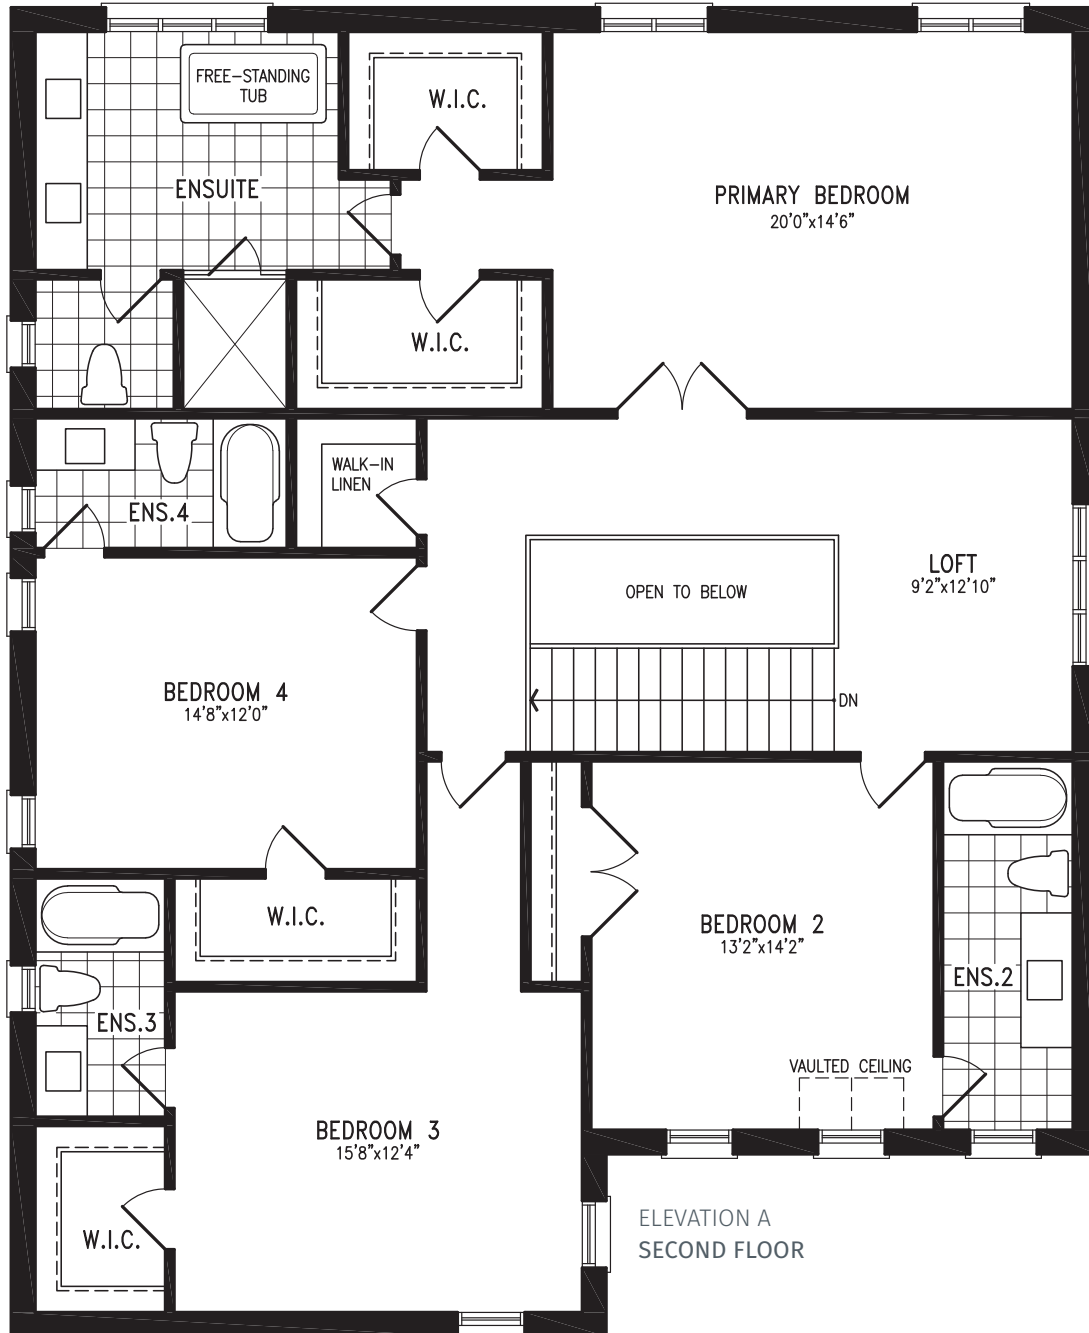 FREE-STANDING
TUB
W.I.C.
ENSUITE
PRIMARY BEDROOM
20'0"x14'6"
W.I.C.
WALK-IN
LINEN
ENS.4
OPEN TO BELOW
LOFT
9'2"x12'10"
BEDROOM 4
14'8"x12'0"
DN
W.I.C.
BEDROOM 2
13'2"x14'2"
ENS.2
ENS.3
VAULTED CEILING
BEDROOM 3
15'8"x12'4"
W.I.C.
ELEVATION A
SECOND FLOOR